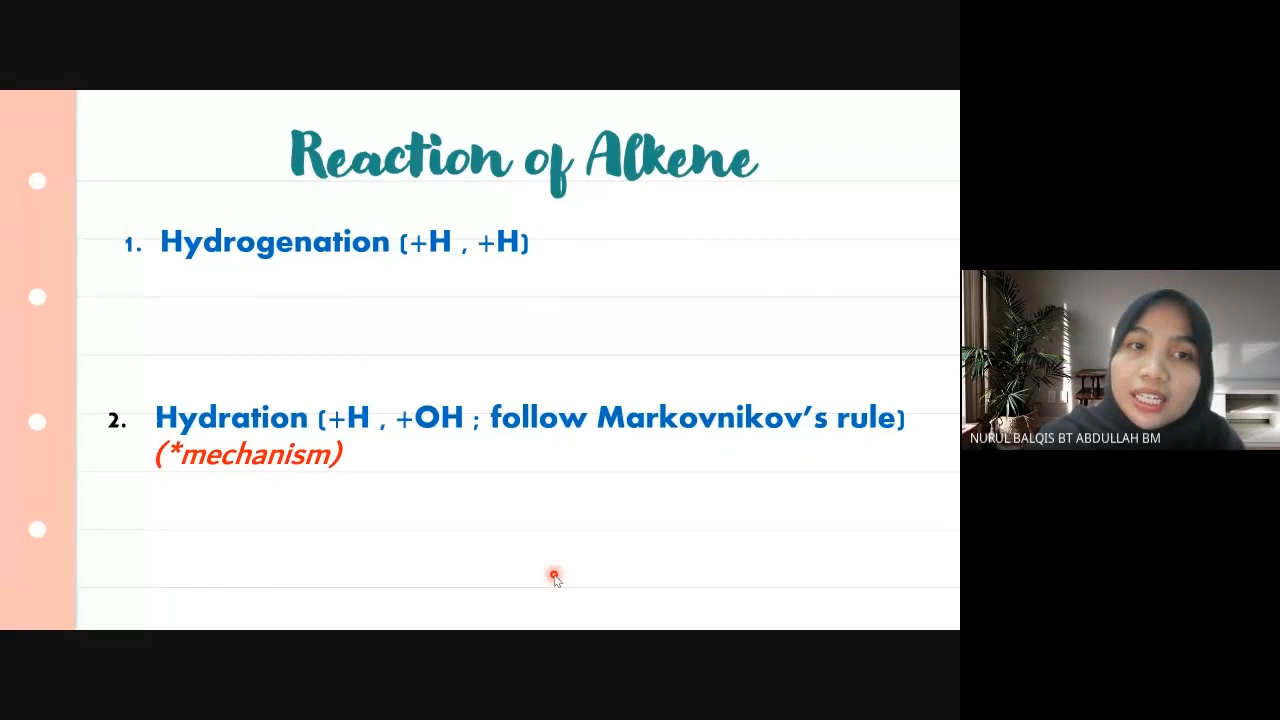 Reaction of Alkene
1. Hydrogenation (+H , +H)
2. Hydration (+H , +OH ; follow Markovnikov’s rule)
(*mechanism)
NURUL BALQIS BT ABDULLAH BM